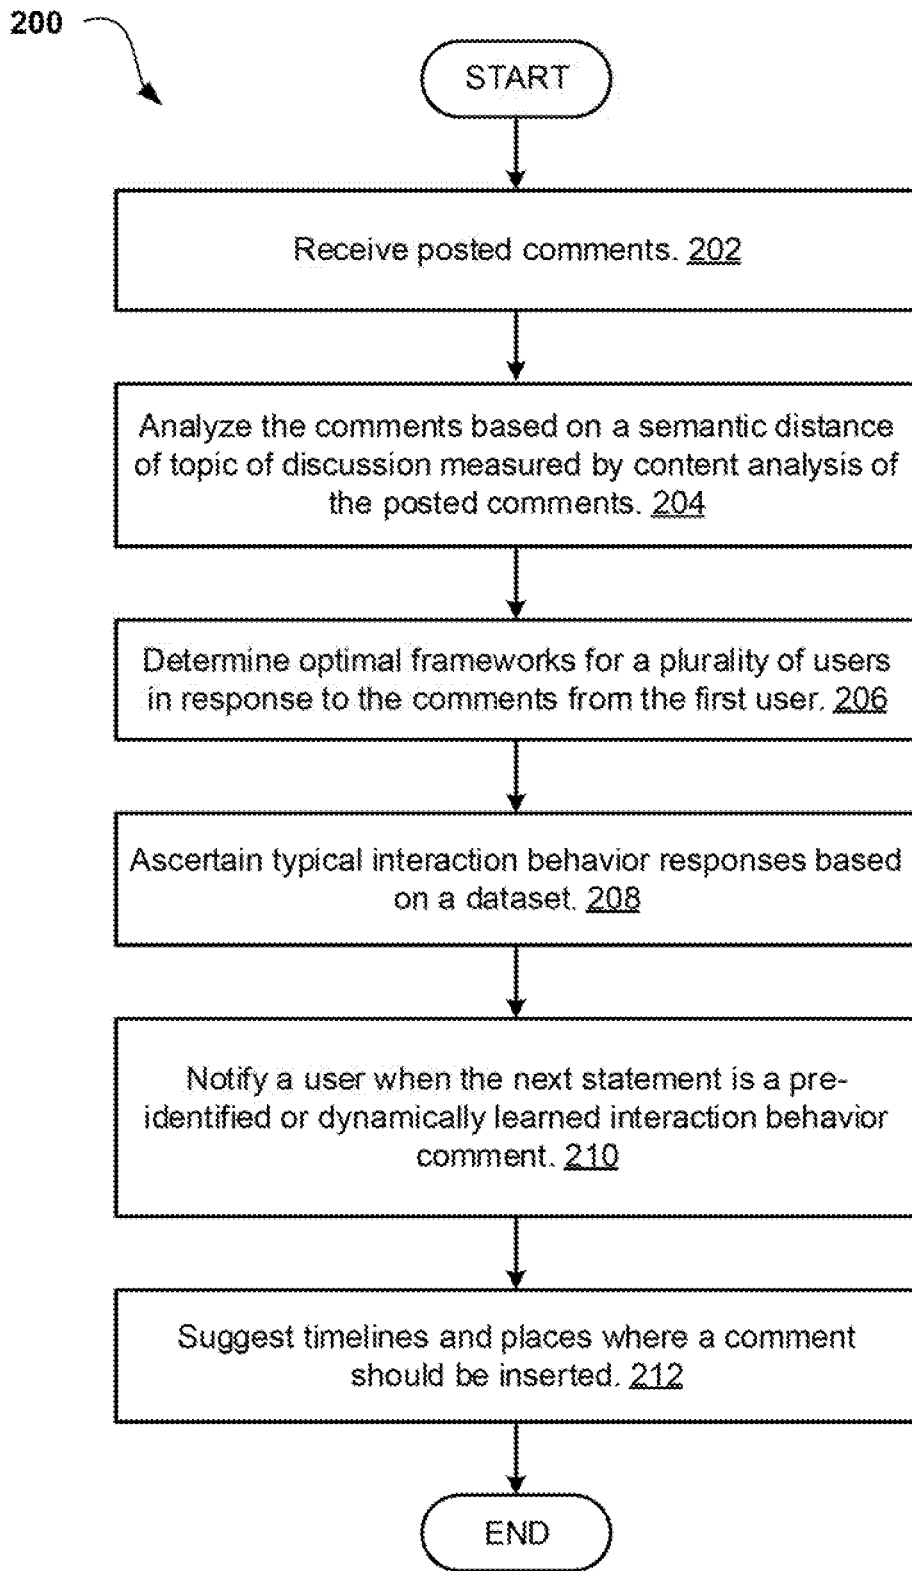 200
START
Receive posted comments. 202
Analyze the comments based on a semantic distance
of topic of discussion measured by content analysis of
the posted comments. 204
Determine optimal frameworks for a plurality of users
in response to the comments from the first user. 206
Ascertain typical interaction behavior responses based
on a dataset. 208
Notify a user when the next statement is a pre-
identified or dynamically learned interaction behavior
comment. 210
Suggest timelines and places where a comment
should be inserted. 212
END